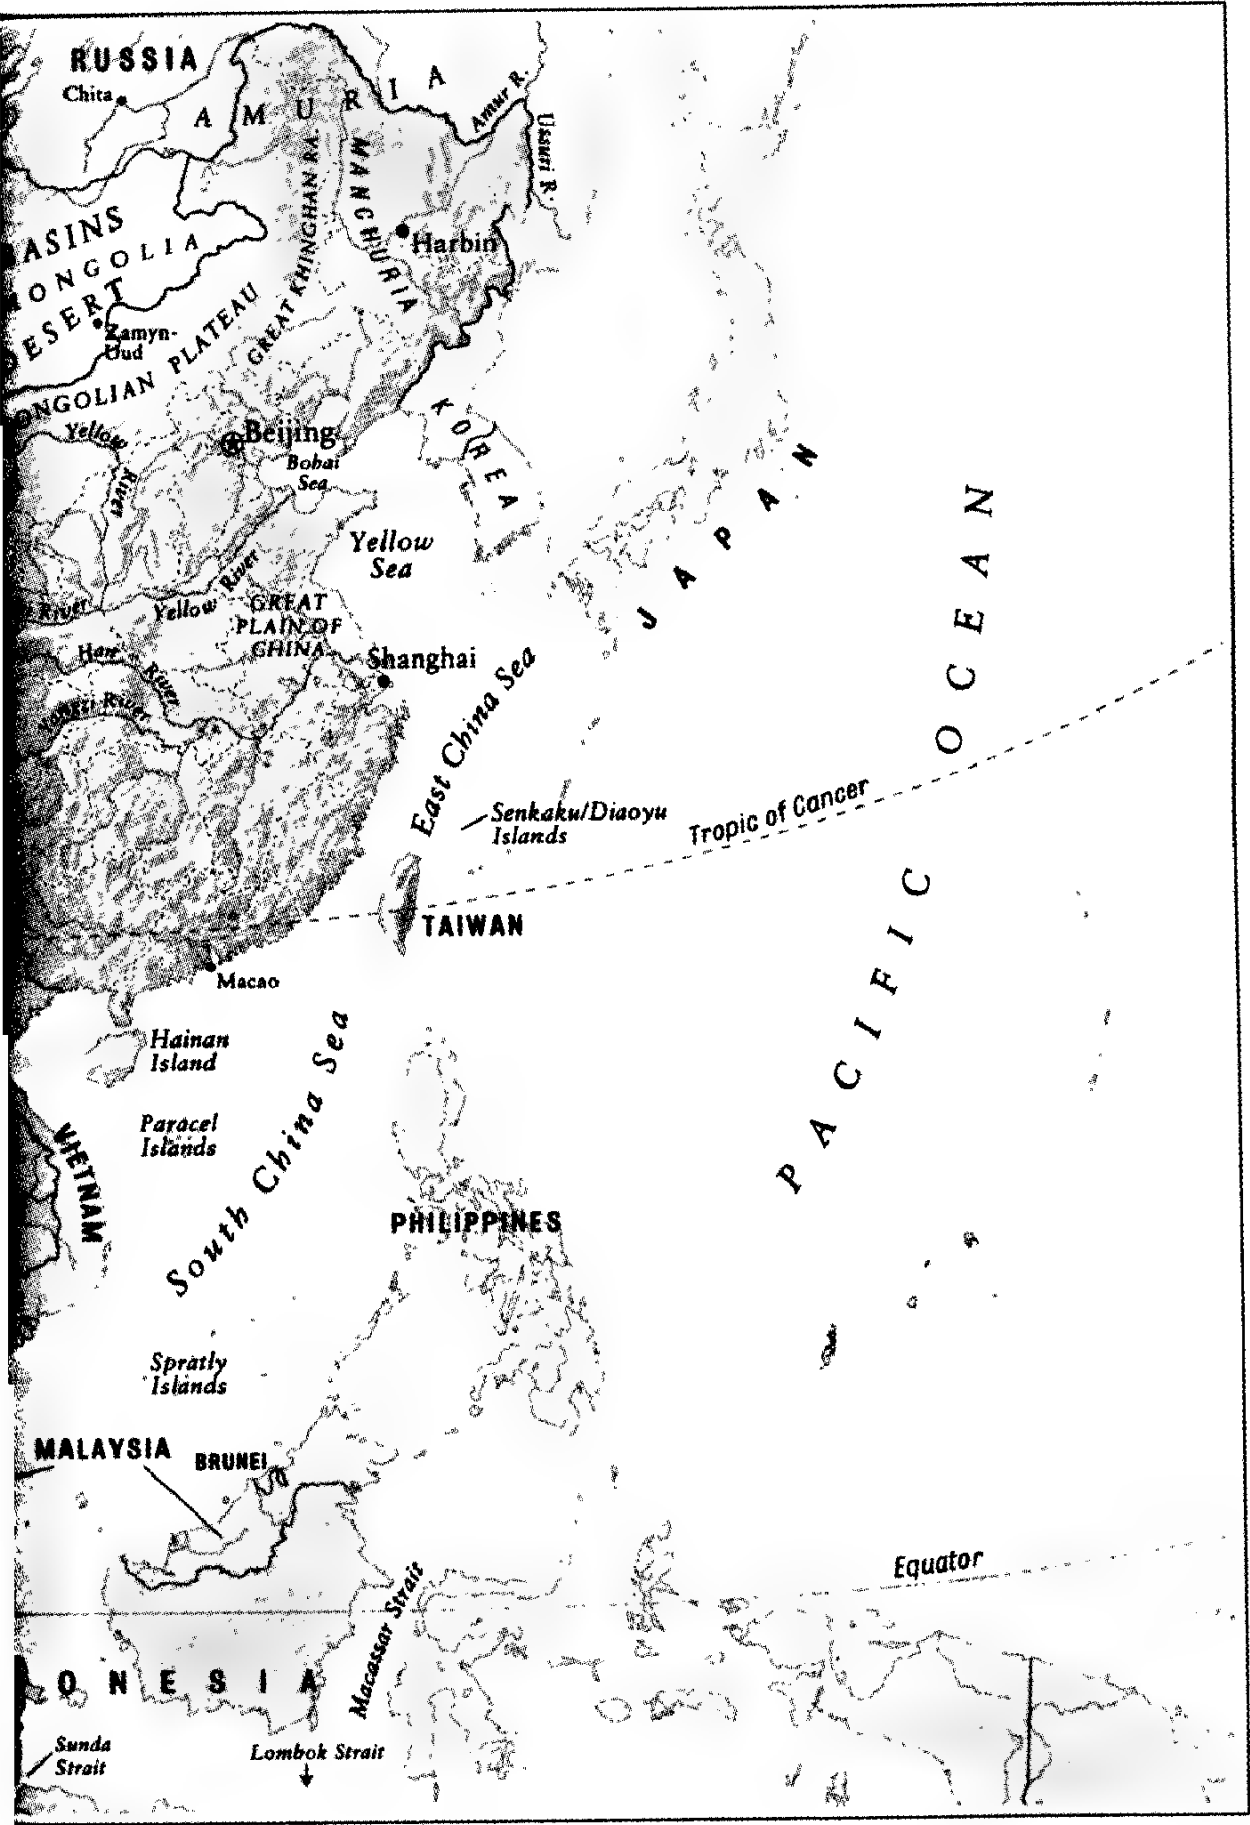 RUSSIA
Chita
A M U R I A
Amur R.
Ussuri R.
MANCHURIA
GREAT KHINGHAN RA.
Harbin
ASINS
ONGOLIA
DESERT
Zamyn-
Uud
ONGOLIAN PLATEAU
Yellow
River
Beijing
Bohai
Sea
KOREA
JAPAN
Yellow
Sea
River
Yellow River
GREAT
PLAIN OF
CHINA
Han River
Yangzi River
Shanghai
East China Sea
Senkaku/Diaoyu
Islands
Tropic of Cancer
PACIFIC OCEAN
TAIWAN
Macao
Hainan
Island
Paracel
Islands
VIETNAM
South China Sea
PHILIPPINES
Spratly
Islands
MALAYSIA
BRUNEI
Equator
Macassar Strait
ONESIA
Sunda
Strait
Lombok Strait